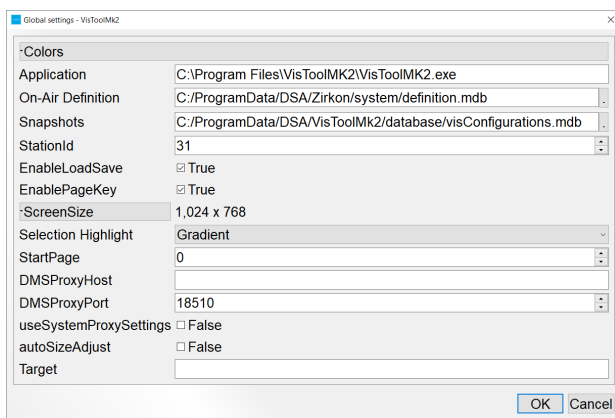 Global settings - VisToolMk2
Colors
Application C:\Program Files\VisToolMK2\VisToolMK2.exe
On-Air Definition C:/ProgramData/DSA/Zirkon/system/definition.mdb
Snapshots C:/ProgramData/DSA/VisToolMk2/database/visConfigurations.mdb
StationId 31
EnableLoadSave True
EnablePageKey True
ScreenSize 1,024 x 768
Selection Highlight Gradient
StartPage 0
DMSProxyHost
DMSProxyPort 18510
useSystemProxySettings False
autoSizeAdjust False
Target
OK Cancel